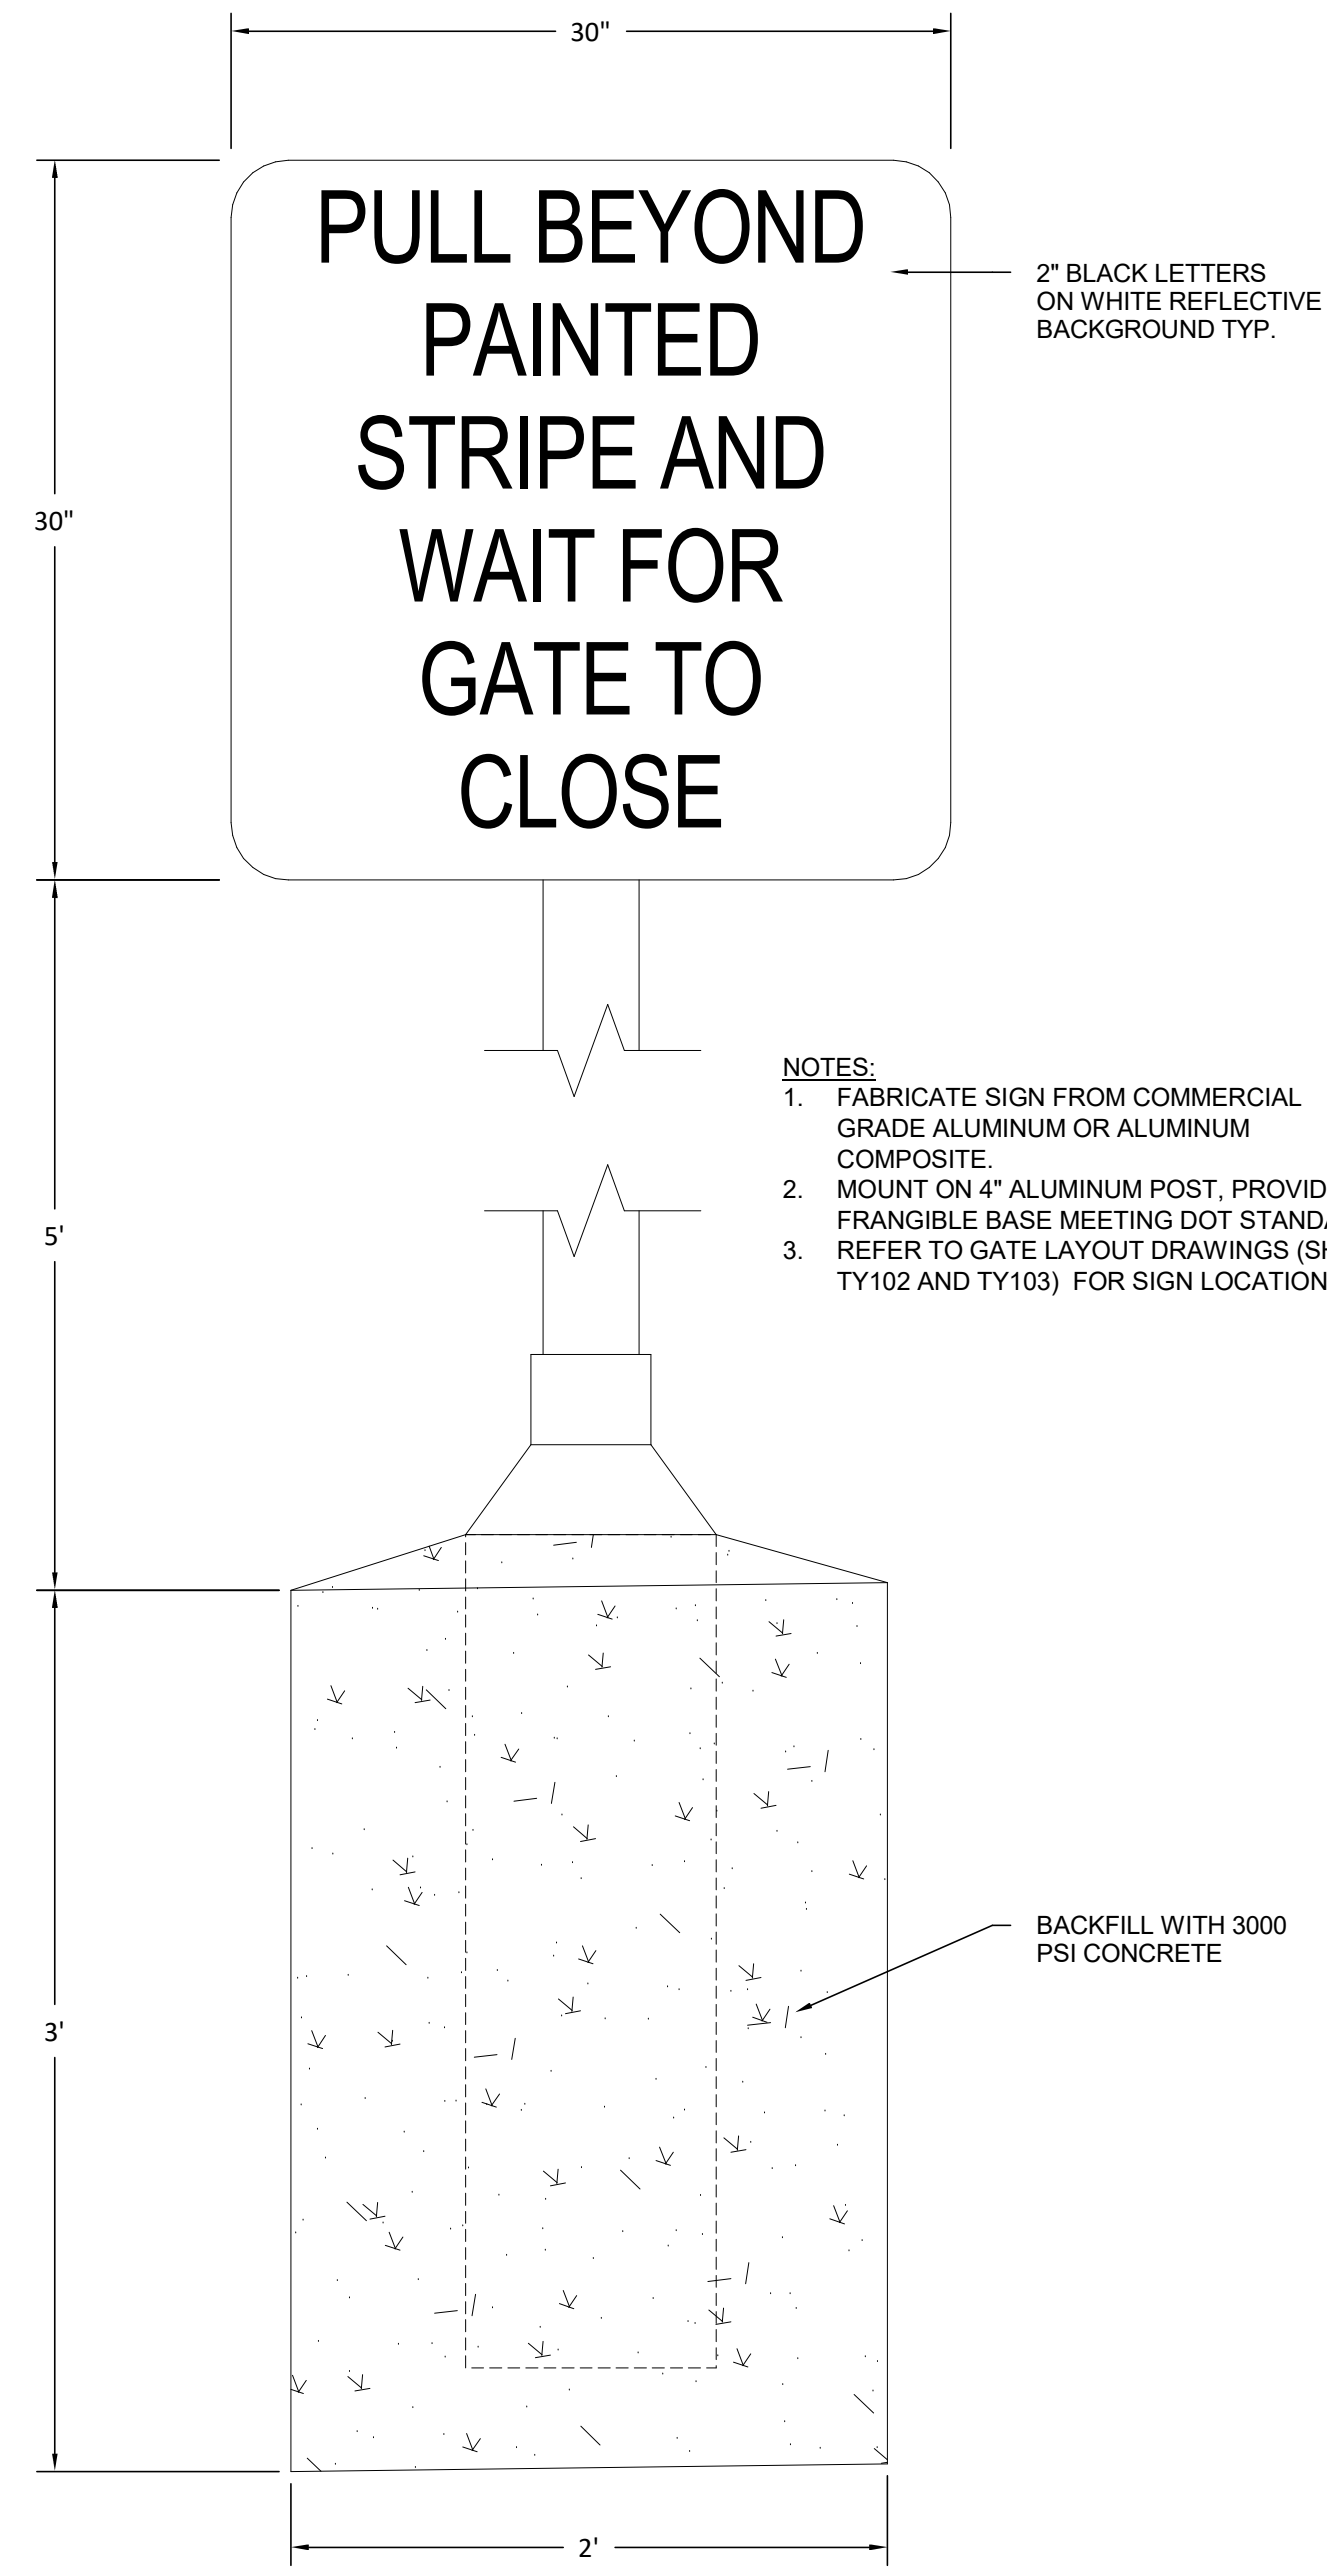 30"
PULL BEYOND
PAINTED
STRIPE AND
WAIT FOR
GATE TO
CLOSE
2" BLACK LETTERS
ON WHITE REFLECTIVE
BACKGROUND TYP.
30"
NOTES:
1. FABRICATE SIGN FROM COMMERCIAL
GRADE ALUMINUM OR ALUMINUM
COMPOSITE.
2. MOUNT ON 4" ALUMINUM POST,
FRANGIBLE BASE MEETING DOT
3. REFER TO GATE LAYOUT DRAWINGS
TY102 AND TY103) FOR SIGN LOCATION
5'
BACKFILL WITH 3000
PSI CONCRETE
3'
2'